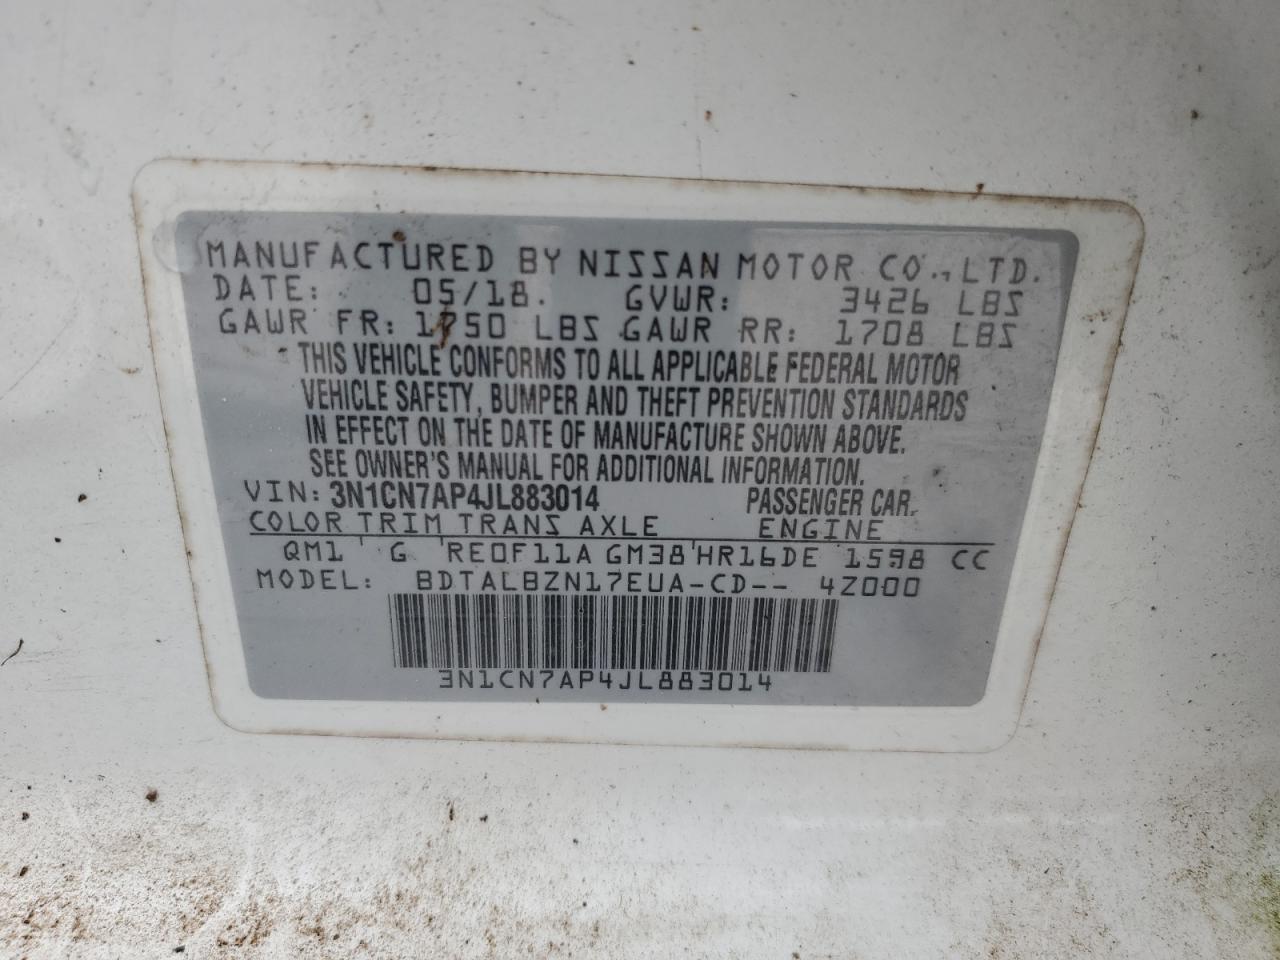 MANUFACTURED BY NISSAN MOTOR CO., LTD.
DATE: 05/18. GVWR: 3426 LBS
GAWR FR: 1750 LBS GAWR RR: 1708 LBS
THIS VEHICLE CONFORMS TO ALL APPLICABLE FEDERAL MOTOR
VEHICLE SAFETY, BUMPER AND THEFT PREVENTION STANDARDS
IN EFFECT ON THE DATE OF MANUFACTURE SHOWN ABOVE.
SEE OWNER'S MANUAL FOR ADDITIONAL INFORMATION.
VIN: 3N1CN7AP4JL883014 PASSENGER CAR.
COLOR TRIM TRANS AXLE ENGINE
QM1 G RE0F11A GM38 HR16DE 1598 CC
MODEL: BDTALBZN17EUA-CD-- 4Z000
3N1CN7AP4JL883014